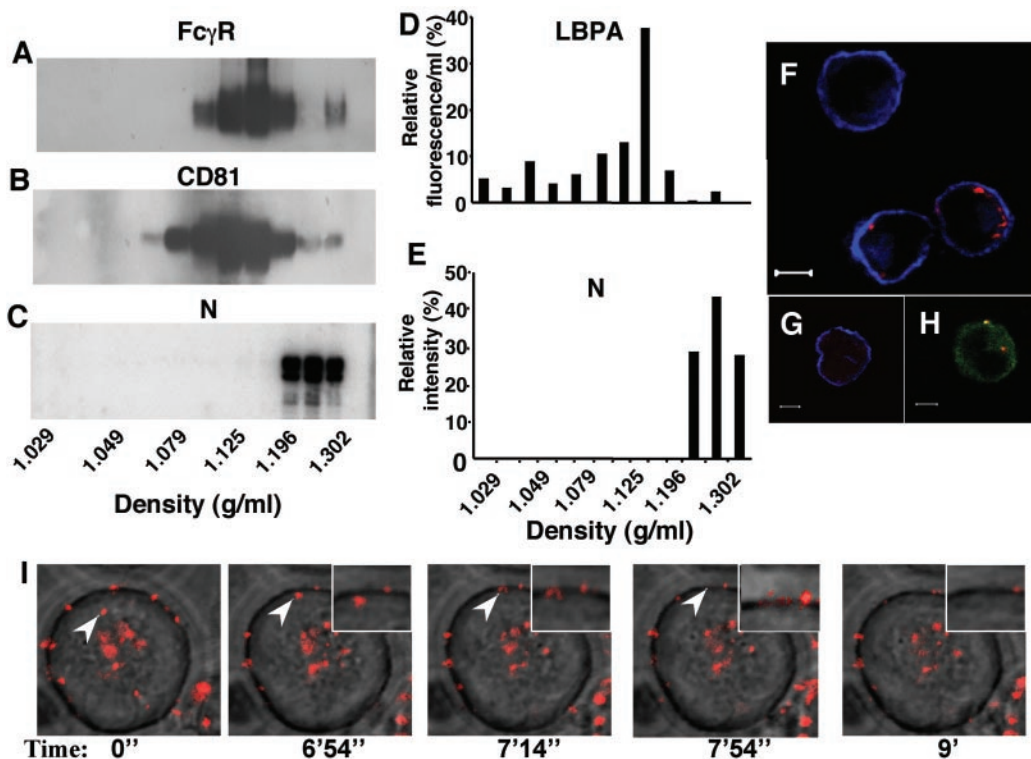 A
FcγR
B
CD81
C
N
1.029 1.049 1.079 1.125 1.196 1.302
Density (g/ml)
D
LBPA
Relative
fluorescence/ml (%)
40
30
20
10
0
E
N
Relative
intensity (%)
50
40
30
20
10
0
1.029 1.049 1.079 1.125 1.196 1.302
Density (g/ml)
F
G
H
I
Time: 0'' 6'54'' 7'14'' 7'54'' 9'